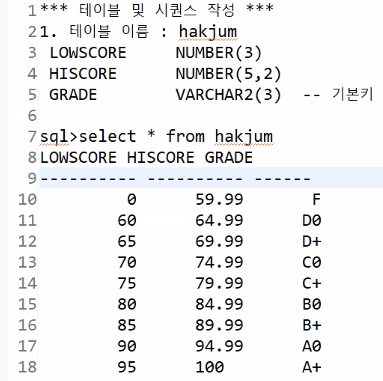 1 *** 테이블 및 시퀀스 작성 ***
2 1. 테이블 이름 : hakjum
3 LOWSCORE NUMBER(3)
4 HISCORE NUMBER(5,2)
5 GRADE VARCHAR2(3) -- 기본키
6
7 sql>select * from hakjum
8 LOWSCORE HISCORE GRADE
9 ---------- ---------- ------
10 0 59.99 F
11 60 64.99 D0
12 65 69.99 D+
13 70 74.99 C0
14 75 79.99 C+
15 80 84.99 B0
16 85 89.99 B+
17 90 94.99 A0
18 95 100 A+